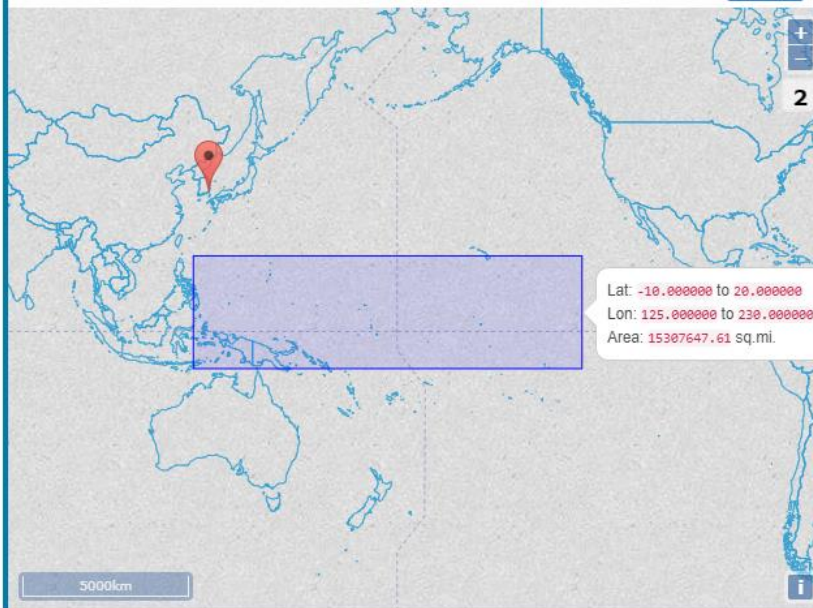 +
−
2
Lat: -10.000000 to 20.000000
Lon: 125.000000 to 230.000000
Area: 15307647.61 sq.mi.
5000km
i